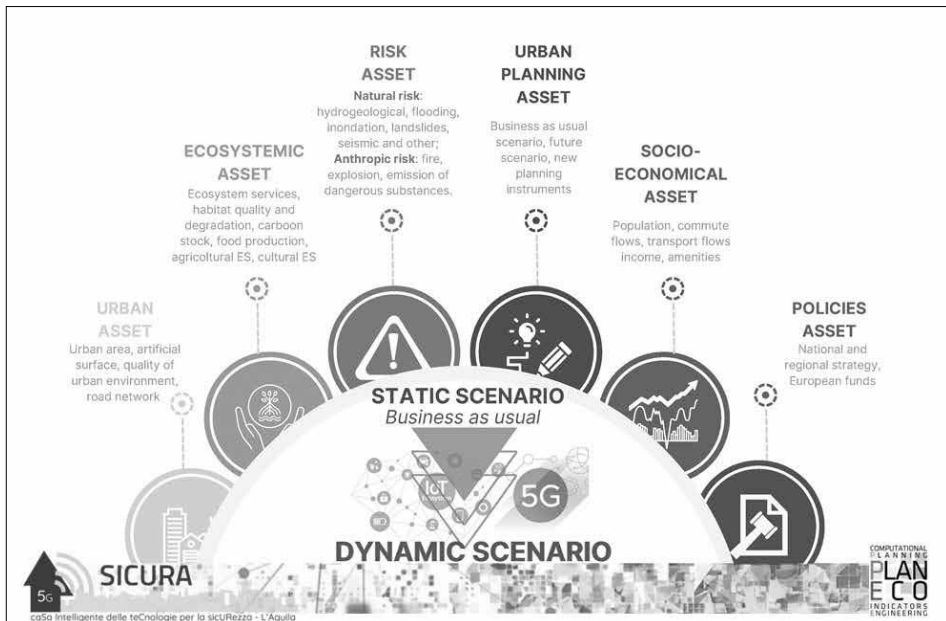 RISK
ASSET
Natural risk:
hydrogeological, flooding,
inondation, landslides,
seismic and other;
Anthropic risk: fire,
explosion, emission of
dangerous substances.
URBAN
PLANNING
ASSET
Business as usual
scenario, future
scenario, new
planning
instruments
ECOSYSTEMIC
ASSET
Ecosystem services,
habitat quality and
degradation, carboon
stock, food production,
agricoltural ES, cultural ES
SOCIO-
ECONOMICAL
ASSET
Population, commute
flows, transport flows
income, amenities
URBAN
ASSET
Urban area, artificial
surface, quality of
urban environment,
road network
POLICIES
ASSET
National and
regional strategy,
European funds
STATIC SCENARIO
Business as usual
IoT
5G
DYNAMIC SCENARIO
5G
SICURA
caSa Intelligente delle teCnologie per la sicURezza - L'Aquila
COMPUTATIONAL
PLANNING
PLAN
ECO
INDICATORS
ENGINEERING